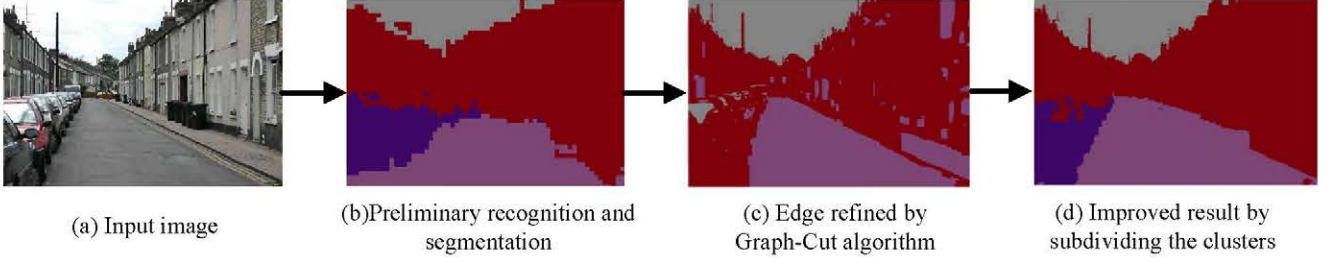 (a) Input image
(b)Preliminary recognition and
segmentation
(c) Edge refined by
Graph-Cut algorithm
(d) Improved result by
subdividing the clusters